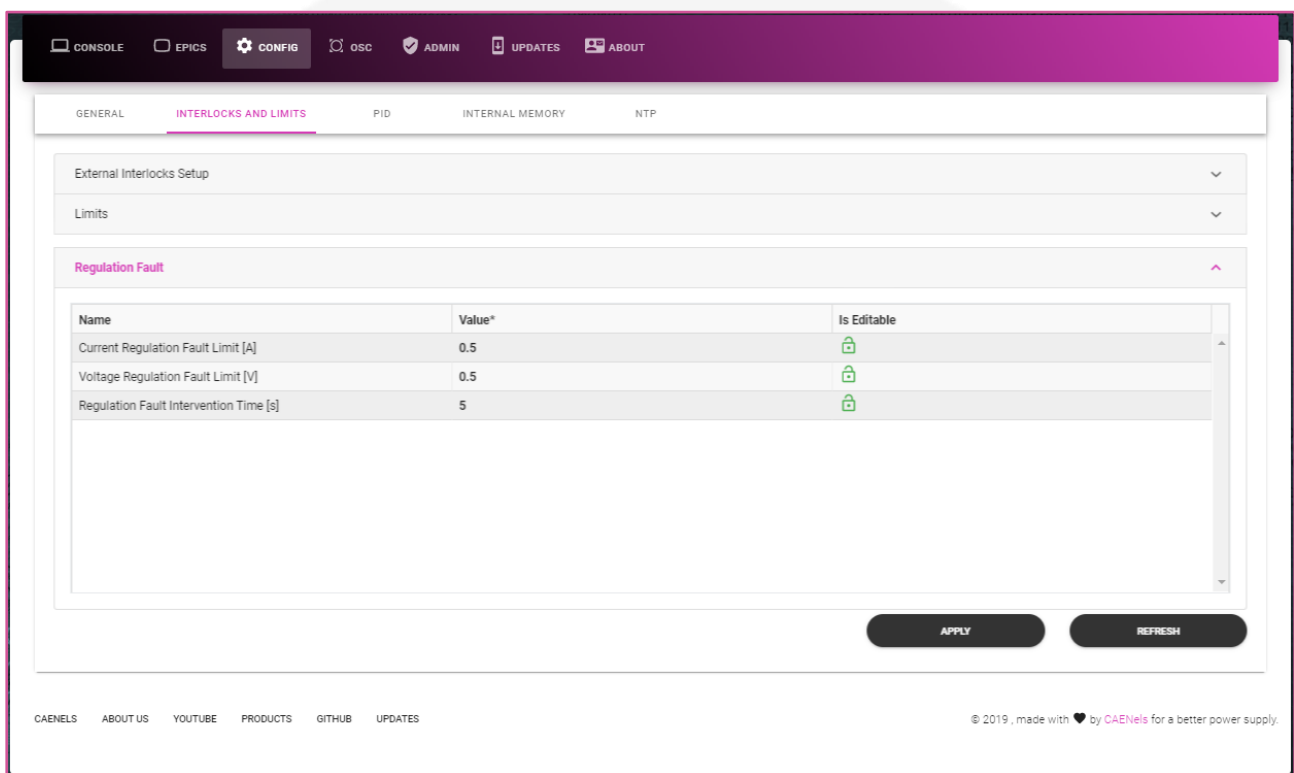 CONSOLE EPICS CONFIG OSC ADMIN UPDATES ABOUT
GENERAL INTERLOCKS AND LIMITS PID INTERNAL MEMORY NTP
External Interlocks Setup
Limits
Regulation Fault
Name Value* Is Editable
Current Regulation Fault Limit [A] 0.5
Voltage Regulation Fault Limit [V] 0.5
Regulation Fault Intervention Time [s] 5
APPLY REFRESH
CAENELS ABOUT US YOUTUBE PRODUCTS GITHUB UPDATES © 2019 , made with ♥ by CAENels for a better power supply.